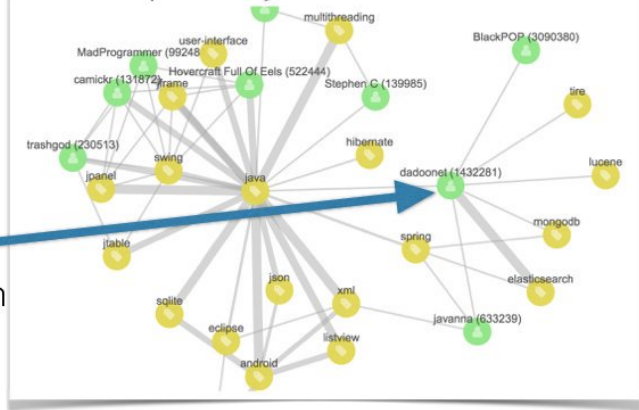 multithreading
user-interface
BlackPOP (3090380)
MadProgrammer (99248
Hovercraft Full Of Eels (522444)
camickr (131872)
jframe
Stephen C (139985)
tire
trashgod (230513)
hibernate
swing
dadoonet (1432281)
lucene
jpanel
java
mongodb
spring
jtable
json
xml
elasticsearch
sqlite
javanna (633239)
eclipse
listview
android
n